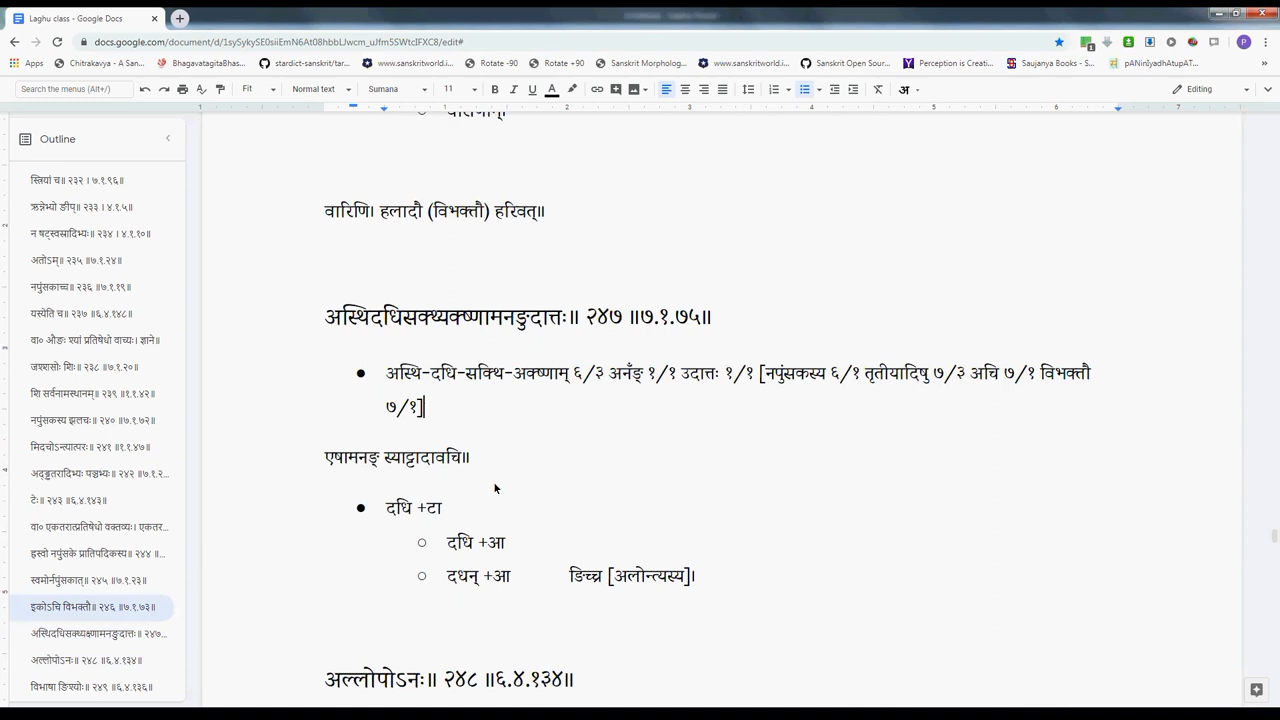 Laghu class - Google Docs
docs.google.com/document/d/1sySykySE0siiEmN6At08hbbLJwcm_uJfm5SWtcIFXC8/edit#
Apps Chitrakavya - A San... BhagavatagitaBhas... stardict-sanskrit/tar... www.sanskritworld.i... Rotate -90 Rotate +90 Sanskrit Morpholog... www.sanskritworld.i... Sanskrit Open Sour... Perception is Creati... Saujanya Books - S... pANinIyadhAtupAT...
Search the menus (Alt+/) Fit Normal text Sumana 11 Editing
1 1 2 3 4 5 6 7
Outline
स्त्रियां च॥ २३२ । ७.१.९६॥
ऋन्नेभ्यो ङीप्॥ २३३ । ४.१.५॥
न षट्स्वस्रादिभ्यः॥ २३४ । ४.१.१०॥
अतोऽम्॥ २३५ ॥७.१.२४॥
नपुंसकाच्च॥ २३६ ॥७.१.१९॥
यस्येति च॥ २३७ ॥६.४.१४८॥
वा० औङः श्यां प्रतिषेधो वाच्यः। ज्ञाने॥
जश्शसोः शिः॥ २३८ ॥७.१.२०॥
शि सर्वनामस्थानम्॥ २३९ ॥१.१.४२॥
नपुंसकस्य झलचः॥ २४० ॥७.१.७२॥
मिदचोऽन्त्यात्परः॥ २४१ ॥१.१.४७॥
अद्ड्डतरादिभ्यः पञ्चभ्यः॥ २४२ ॥७.१.२...
टेः॥ २४३ ॥६.४.१४३॥
वा० एकतरात्प्रतिषेधो वक्तव्यः। एकतर...
ह्रस्वो नपुंसके प्रातिपदिकस्य॥ २४४ ॥...
स्वमोर्नपुंसकात्॥ २४५ ॥७.१.२३॥
इकोऽचि विभक्तौ॥ २४६ ॥७.१.७३॥
अस्थिदधिसक्थ्यक्ष्णामनङुदात्तः॥ २४७...
अल्लोपोऽनः॥ २४८ ॥६.४.१३४॥
विभाषा ङिश्योः॥ २४९ ॥६.४.१३६॥
वारिणि। हलादौ (विभक्तौ) हरिवत्॥
अस्थिदधिसक्थ्यक्ष्णामनङुदात्तः॥ २४७ ॥७.१.७५॥
अस्थि-दधि-सक्थि-अक्ष्णाम् ६/३ अनँङ् १/१ उदात्तः १/१ [नपुंसकस्य ६/१ तृतीयादिषु ७/३ अचि ७/१ विभक्तौ
७/१]
एषामनङ् स्याट्टादावचि॥
दधि +टा
दधि +आ
दधन् +आ ङिच्च [अलोन्त्यस्य]।
अल्लोपोऽनः॥ २४८ ॥६.४.१३४॥